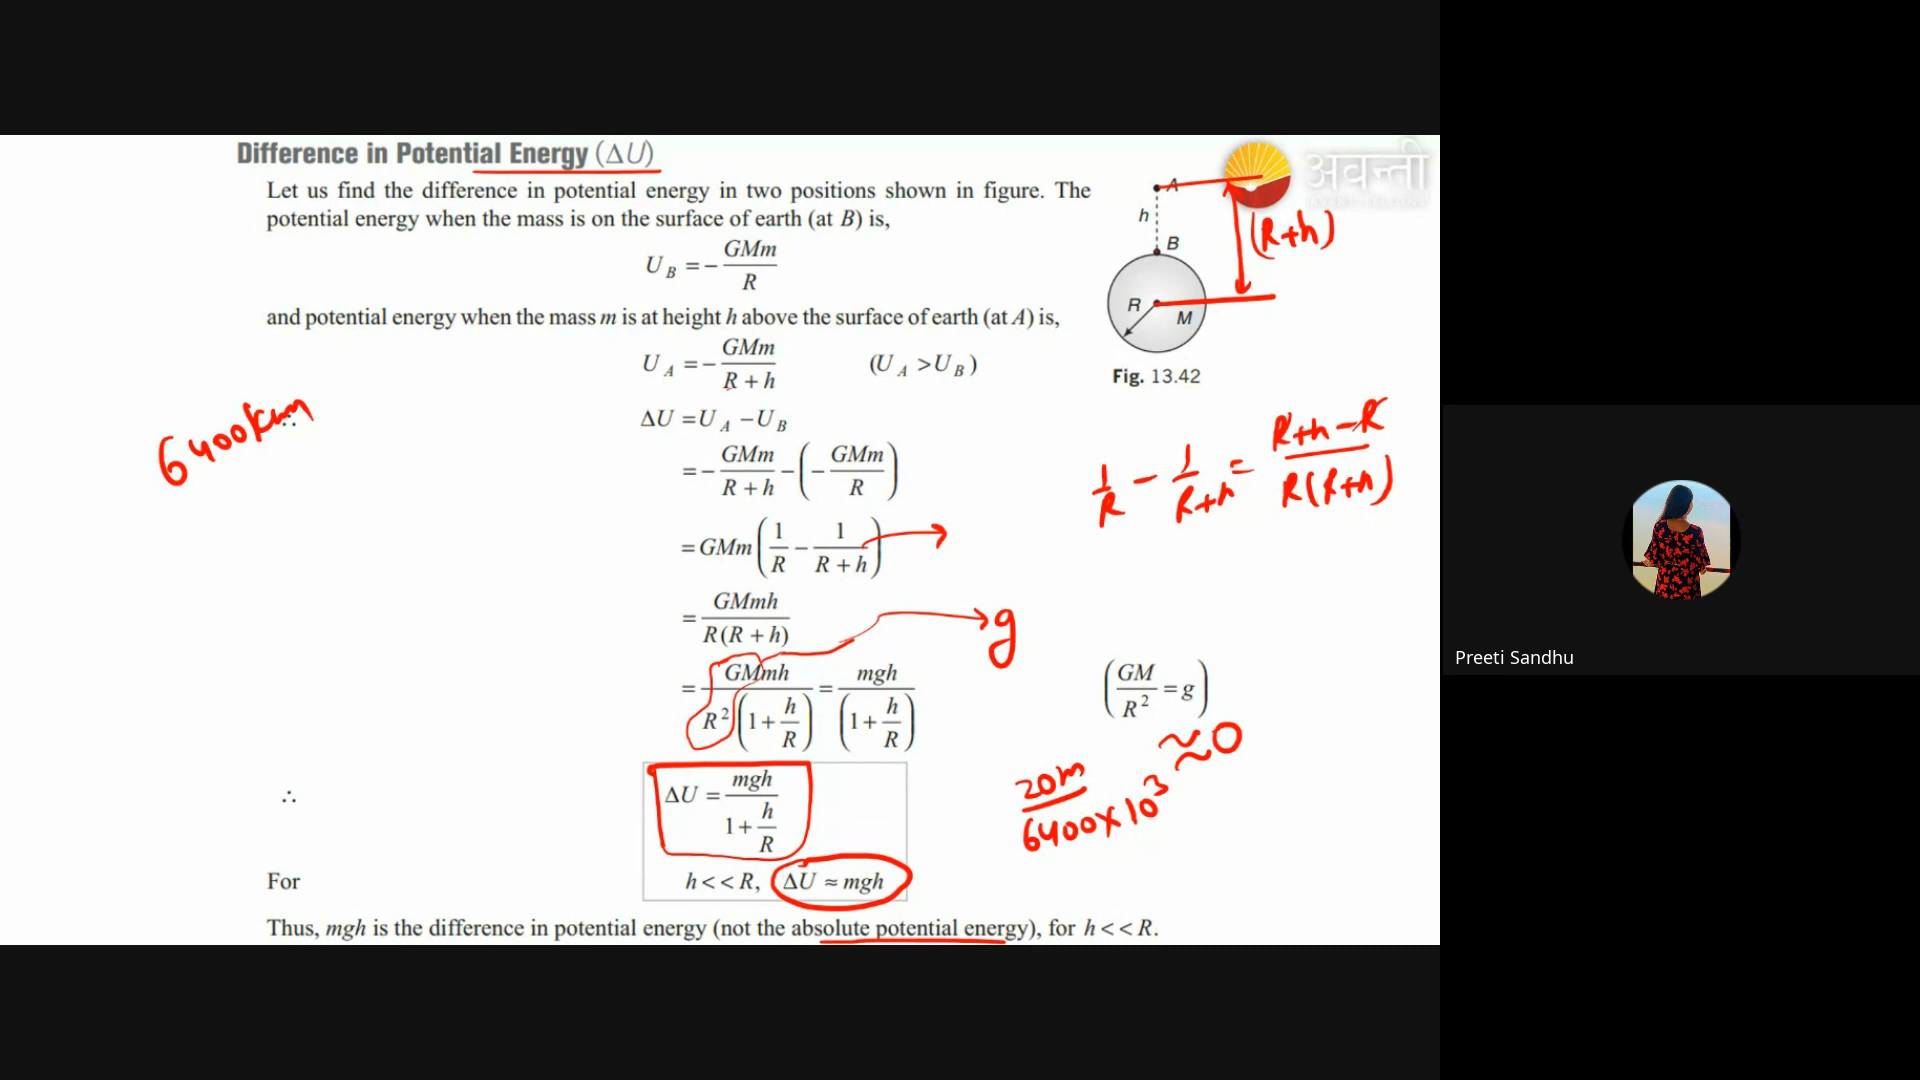 Difference in Potential Energy (ΔU)
Let us find the difference in potential energy in two positions shown in figure. The
potential energy when the mass is on the surface of earth (at B) is,
U_B = − GMm / R
and potential energy when the mass m is at height h above the surface of earth (at A) is,
U_A = − GMm / (R + h)     (U_A > U_B)
∴ ΔU = U_A − U_B
= − GMm / (R + h) − (− GMm / R)
= GMm (1/R − 1/(R + h))
= GMmh / R(R + h)
= GMmh / R² (1 + h/R) = mgh / (1 + h/R)     (GM/R² = g)
∴ ΔU = mgh / (1 + h/R)
For h << R, ΔU ≈ mgh
Thus, mgh is the difference in potential energy (not the absolute potential energy), for h << R.
A
h
B
R
M
Fig. 13.42
अवन्ती
(R+h)
6400km
1/R − 1/(R+h) = (R+h−R) / R(R+h)
g
20m / 6400×10³ ≈ 0
Preeti Sandhu